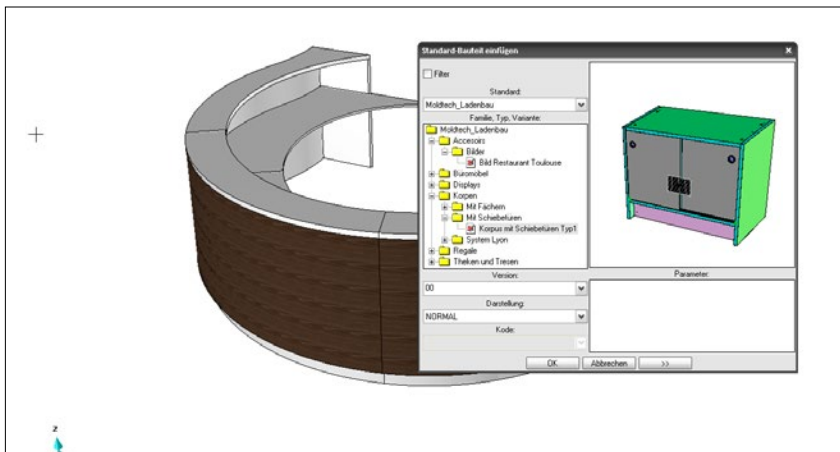 Standard-Bauteil einfügen
Filter
Standard:
Moldtech_Ladenbau
Familie, Typ, Variante:
Moldtech_Ladenbau
Accesoirs
Bilder
Bild Restaurant Toulouse
Büromöbel
Displays
Korpen
Mit Fächern
Mit Schiebetüren
Korpus mit Schiebetüren Typ1
System Lyon
Regale
Theken und Tresen
Version:
00
Darstellung:
NORMAL
Kode:
Parameter:
OK
Abbrechen
>>
z